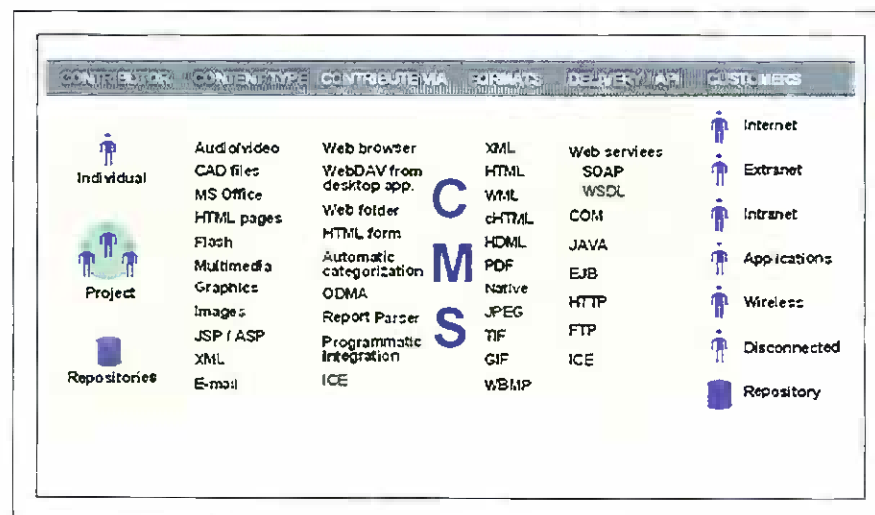 CONTRIBUTOR CONTENT TYPE CONTRIBUTE VIA FORMATS DELIVERY / API CUSTOMERS
Individual
Project
Repositories
Audio/video
CAD files
MS Office
HTML pages
Flash
Multimedia
Graphics
Images
JSP / ASP
XML
E-mail
Web browser
WebDAV from
desktop app.
Web folder
HTML form
Automatic
categorization
ODMA
Report Parser
Programmatic
integration
ICE
C
M
S
XML
HTML
WML
cHTML
HDML
PDF
Native
JPEG
TIF
GIF
WBMP
Web services
SOAP
WSDL
COM
JAVA
EJB
HTTP
FTP
ICE
Internet
Extranet
Intranet
Applications
Wireless
Disconnected
Repository